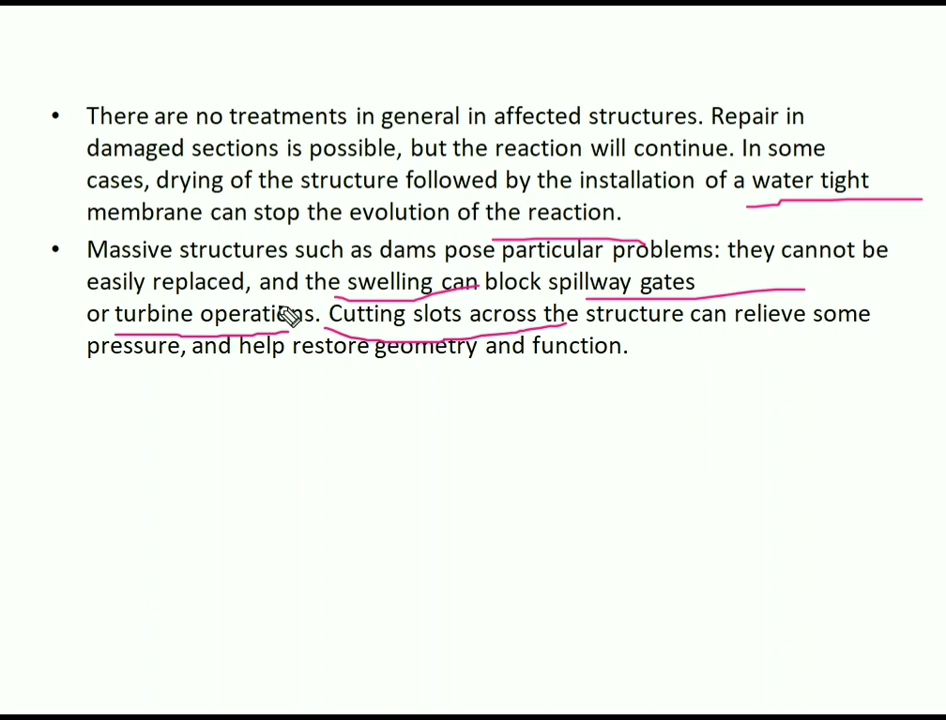 • There are no treatments in general in affected structures. Repair in
damaged sections is possible, but the reaction will continue. In some
cases, drying of the structure followed by the installation of a water tight
membrane can stop the evolution of the reaction.
• Massive structures such as dams pose particular problems: they cannot be
easily replaced, and the swelling can block spillway gates
or turbine operations. Cutting slots across the structure can relieve some
pressure, and help restore geometry and function.